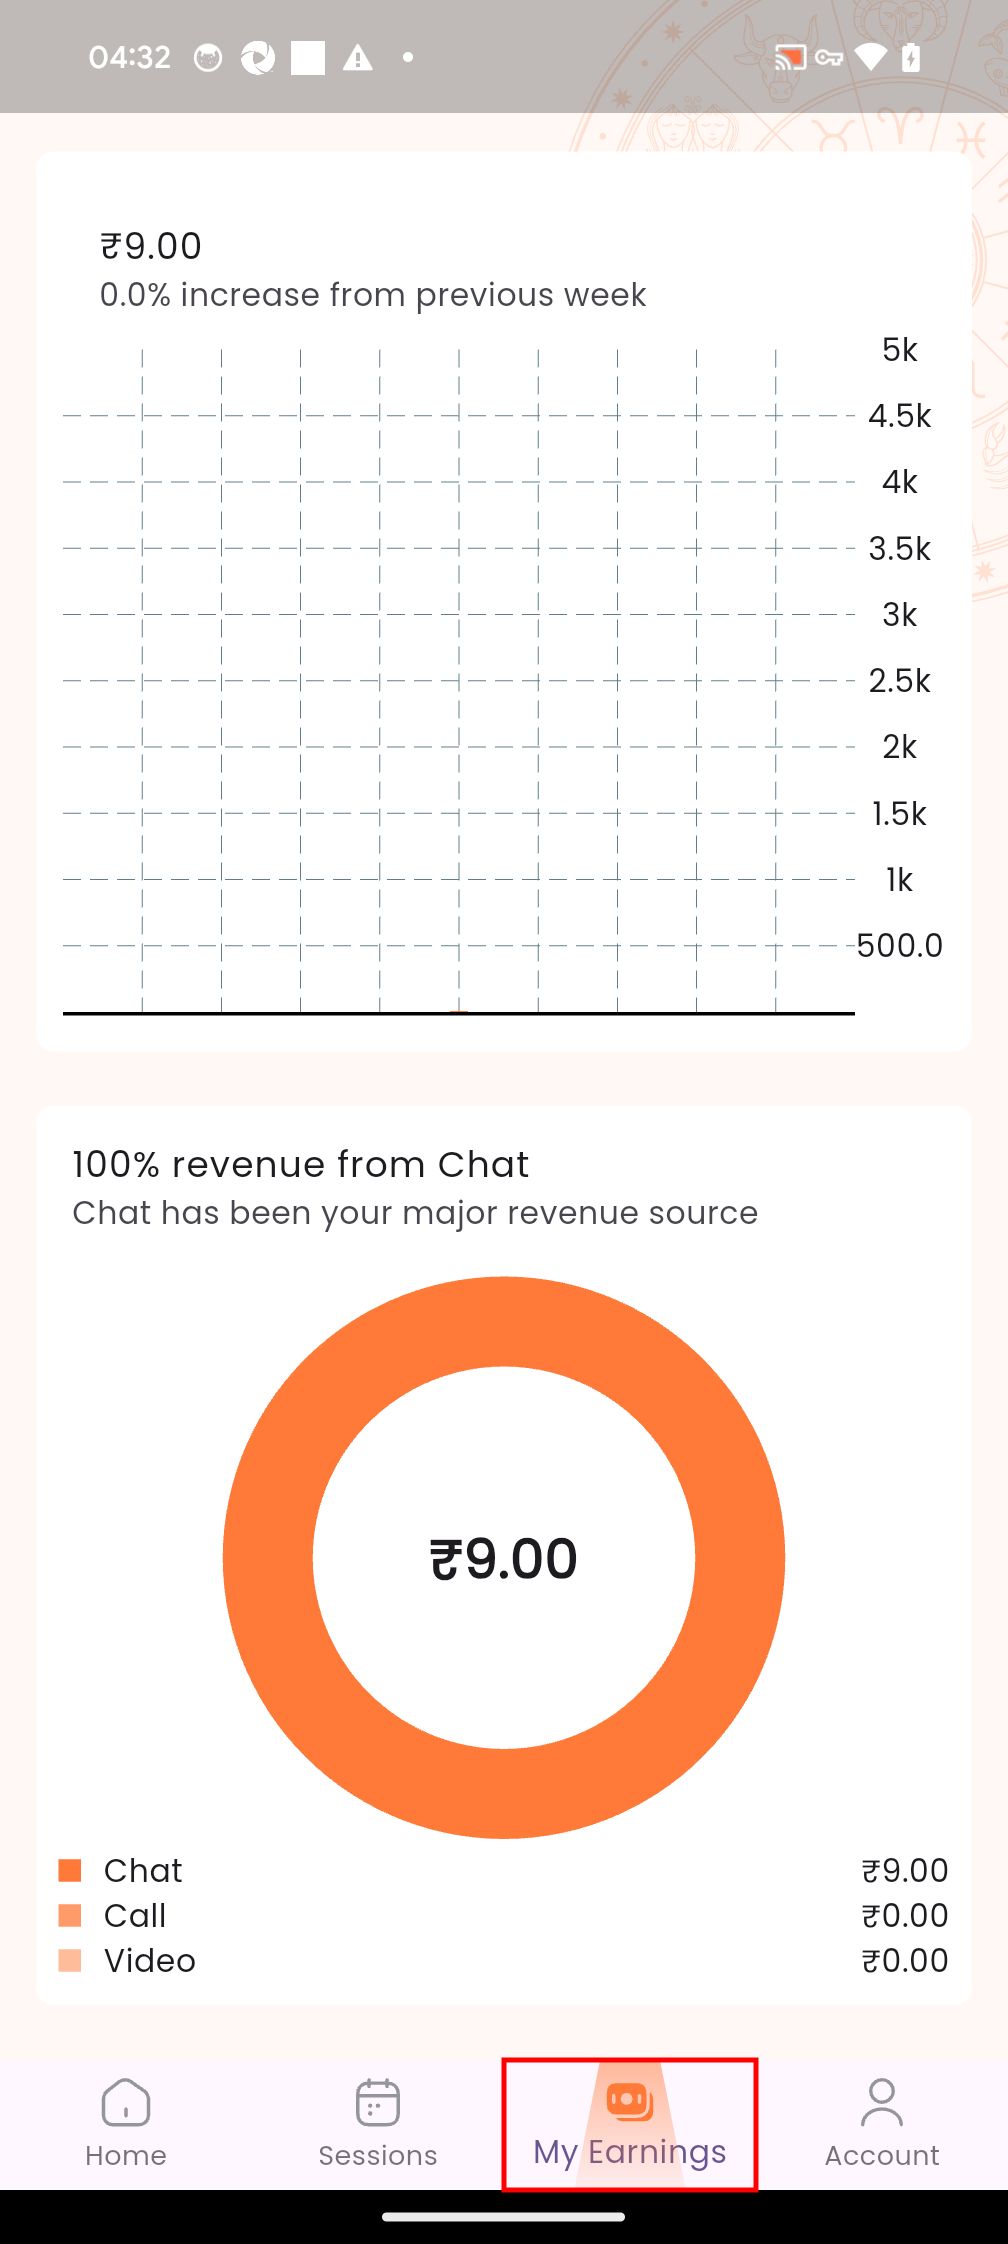 04:32
₹9.00
0.0% increase from previous week
5k
4.5k
4k
3.5k
3k
2.5k
2k
1.5k
1k
500.0
100% revenue from Chat
Chat has been your major revenue source
₹9.00
Chat ₹9.00
Call ₹0.00
Video ₹0.00
Home Sessions My Earnings Account